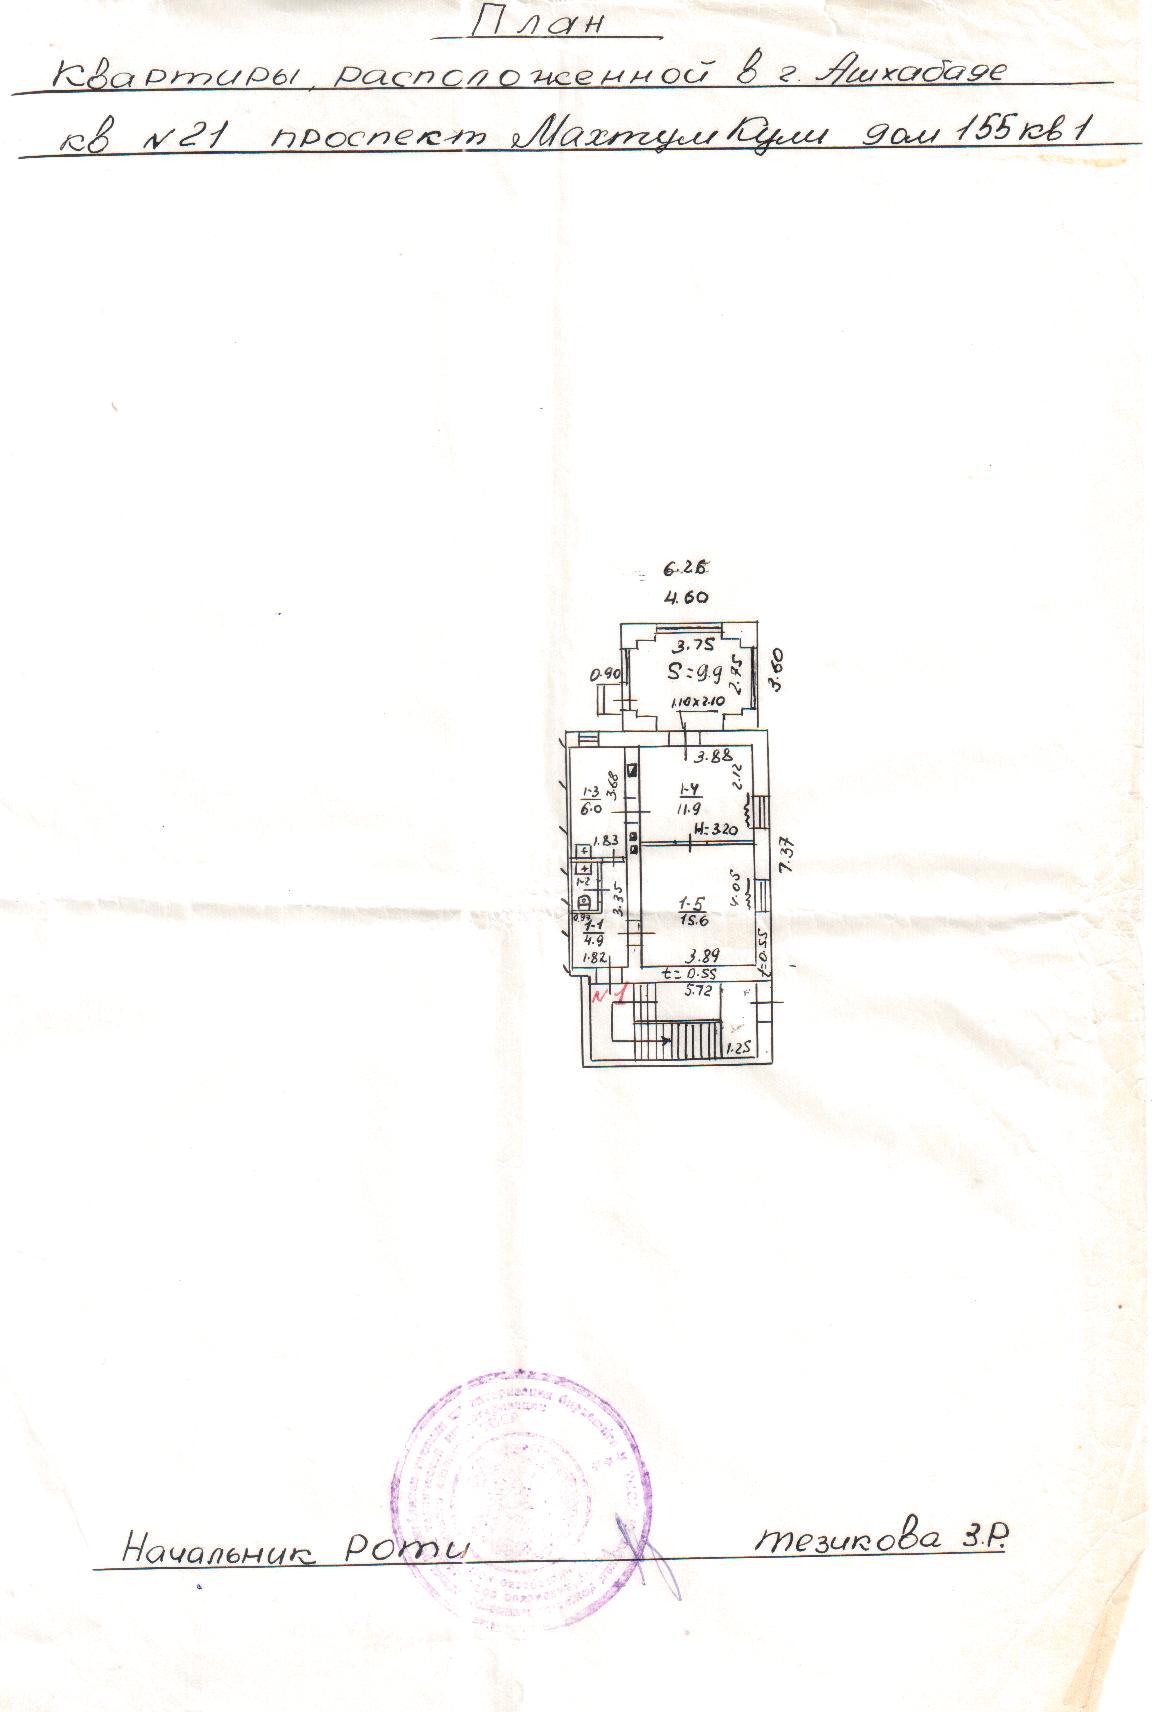 План
Квартиры, расположенной в г. Ашхабаде
кв №21 проспект Махтум Кули дом 155 кв 1
6.26
4.60
3.75
S=9.9
2.95
3.60
0.90
1.10x2.10
3.88
2.12
1-3
6.0
3.68
1-4
11.9
H=3.20
1.83
7.37
1-2
3.35
4.05
1-5
15.6
0.99
1-1
4.9
1.82
3.89
t=0.55
t=0.55
№1
5.72
1.25
Начальник РОТИ
Тезикова З.Р.